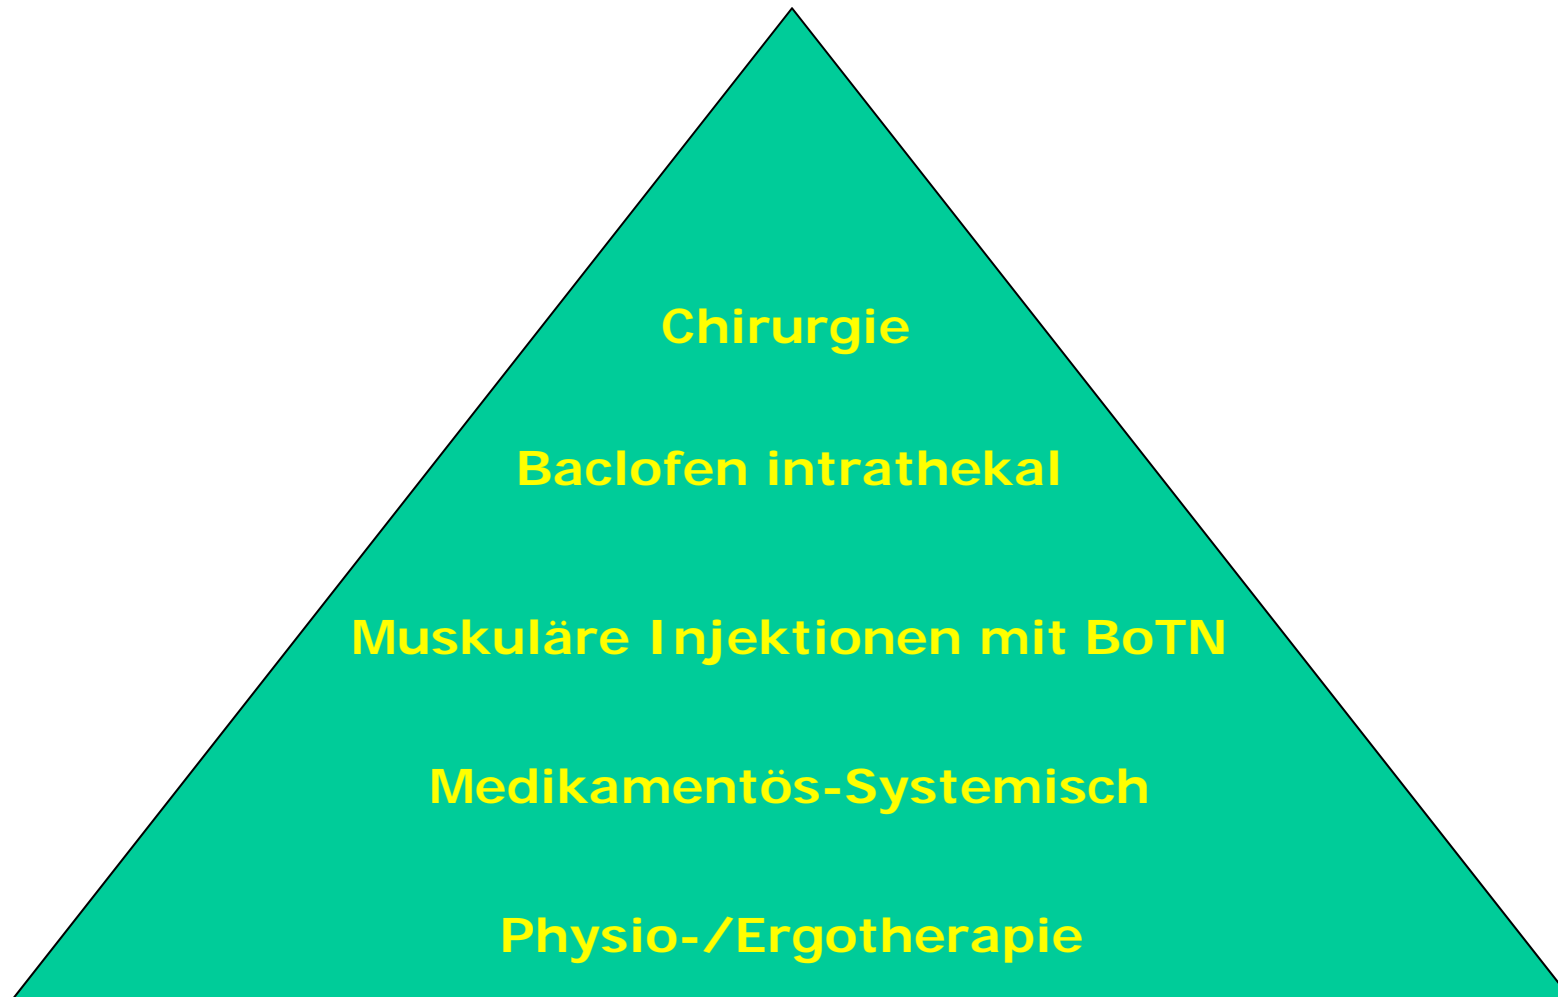 Chirurgie
Baclofen intrathekal
Muskuläre Injektionen mit BoTN
Medikamentös-Systemisch
Physio-/Ergotherapie